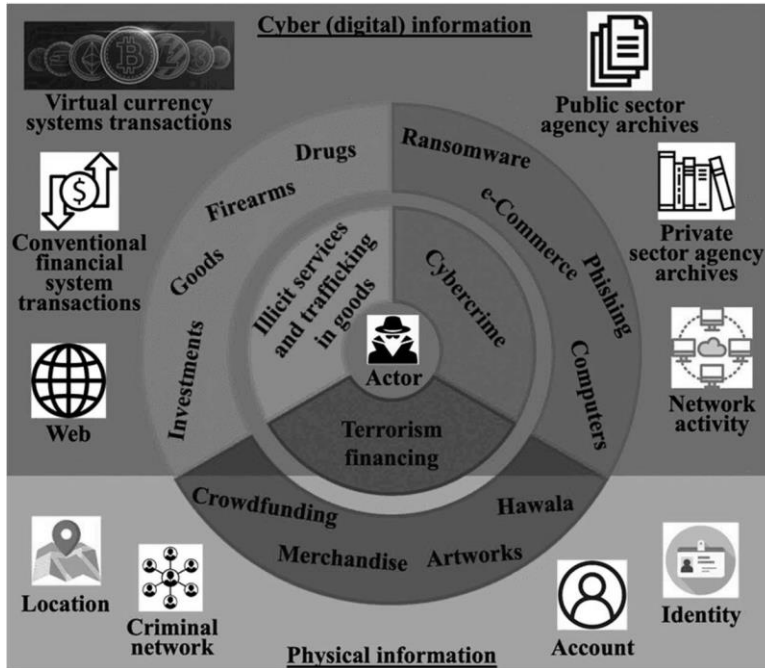 Cyber (digital) information
Virtual currency
systems transactions
Public sector
agency archives
Conventional
financial
system
transactions
Private
sector agency
archives
Web
Network
activity
Drugs
Firearms
Goods
Investments
Ransomware
e-Commerce
Phishing
Computers
Illicit services
and trafficking
in goods
Cybercrime
Actor
Terrorism
financing
Crowdfunding
Merchandise
Artworks
Hawala
Location
Criminal
network
Account
Identity
Physical information